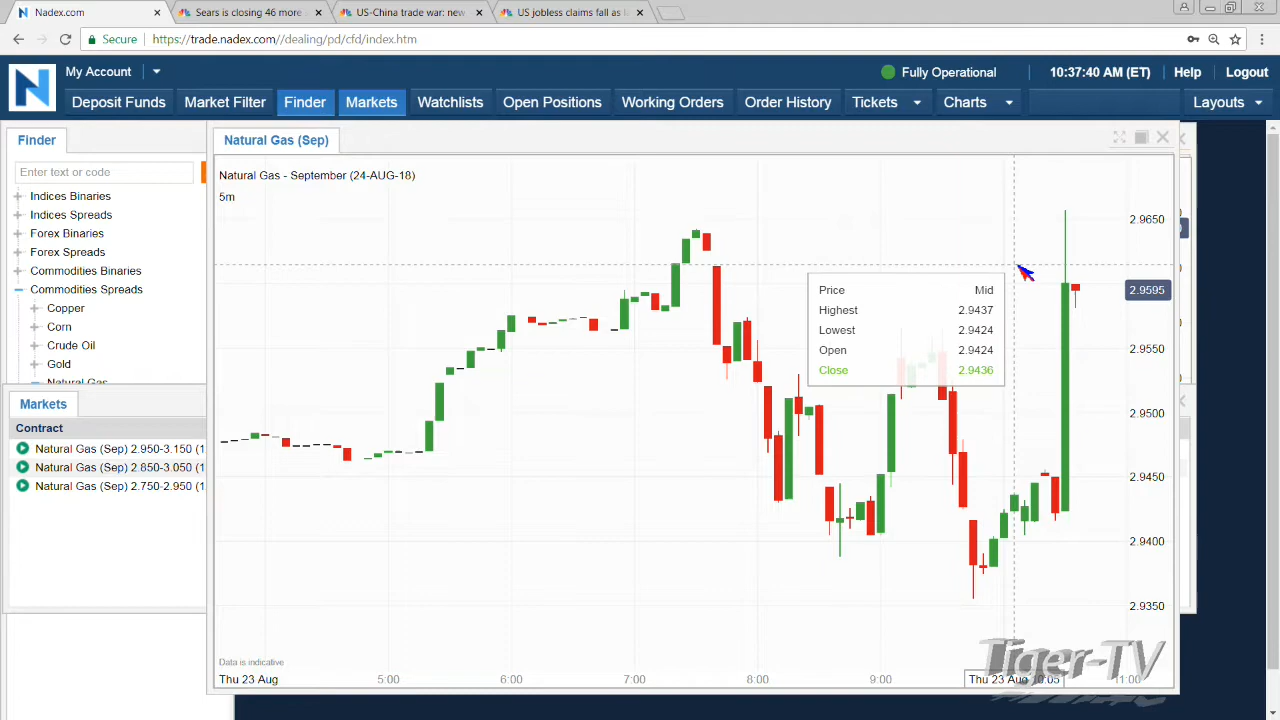 Nadex.com
Sears is closing 46 more
US-China trade war: new
US jobless claims fall as l
Secure
https://trade.nadex.com//dealing/pd/cfd/index.htm
N
My Account
Fully Operational
10:37:40 AM (ET)
Help
Logout
Deposit Funds
Market Filter
Finder
Markets
Watchlists
Open Positions
Working Orders
Order History
Tickets
Charts
Layouts
Finder
Enter text or code
Indices Binaries
Indices Spreads
Forex Binaries
Forex Spreads
Commodities Binaries
Commodities Spreads
Copper
Corn
Crude Oil
Gold
Natural Gas
Markets
Contract
Natural Gas (Sep) 2.950-3.150 (1
Natural Gas (Sep) 2.850-3.050 (1
Natural Gas (Sep) 2.750-2.950 (1
Natural Gas (Sep)
Natural Gas - September (24-AUG-18)
5m
Price Mid
Highest 2.9437
Lowest 2.9424
Open 2.9424
Close 2.9436
2.9650
2.9595
2.9550
2.9500
2.9450
2.9400
2.9350
Data is indicative
Thu 23 Aug
5:00
6:00
7:00
8:00
9:00
Thu 23 Aug 10:05
11:00
Tiger-TV